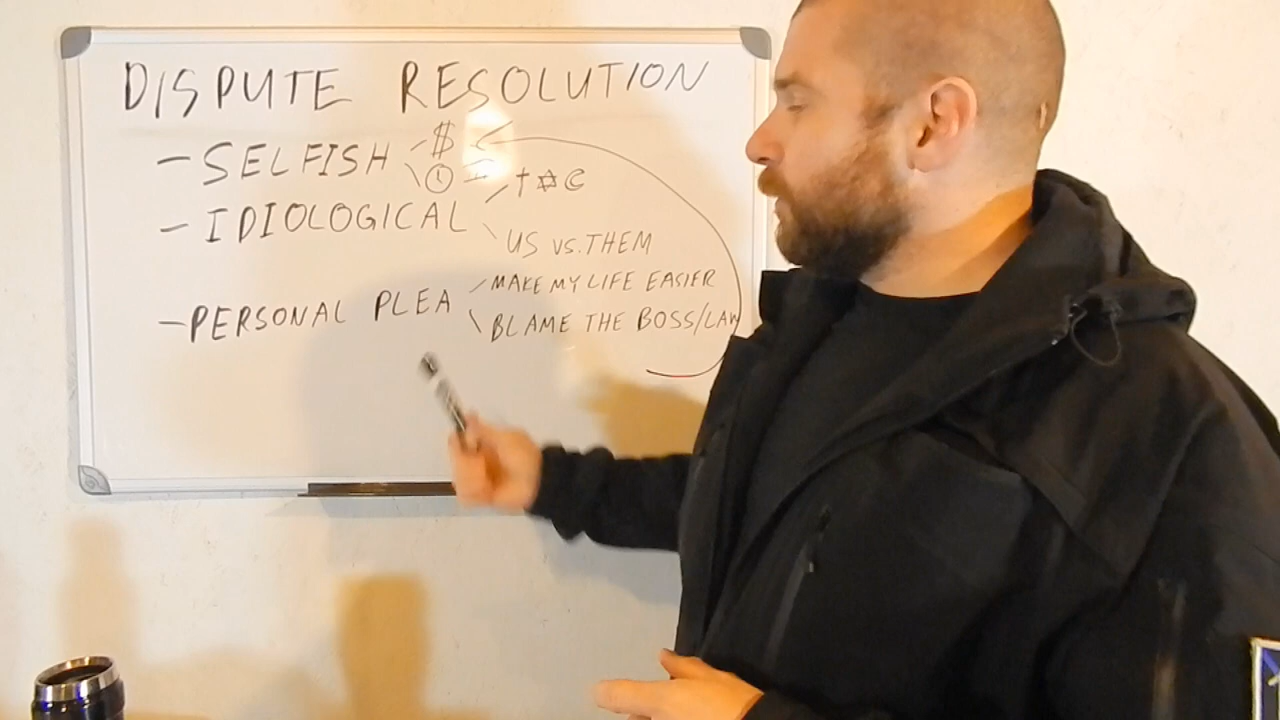 DISPUTE RESOLUTION
- SELFISH - $
- IDIOLOGICAL
US VS. THEM
- PERSONAL PLEA
MAKE MY LIFE EASIER
BLAME THE BOSS/LAW